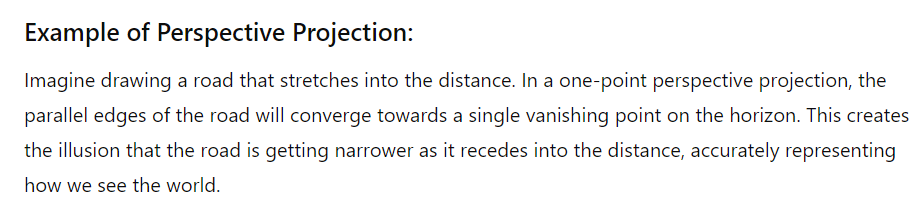 Example of Perspective Projection:
Imagine drawing a road that stretches into the distance. In a one-point perspective projection, the
parallel edges of the road will converge towards a single vanishing point on the horizon. This creates
the illusion that the road is getting narrower as it recedes into the distance, accurately representing
how we see the world.